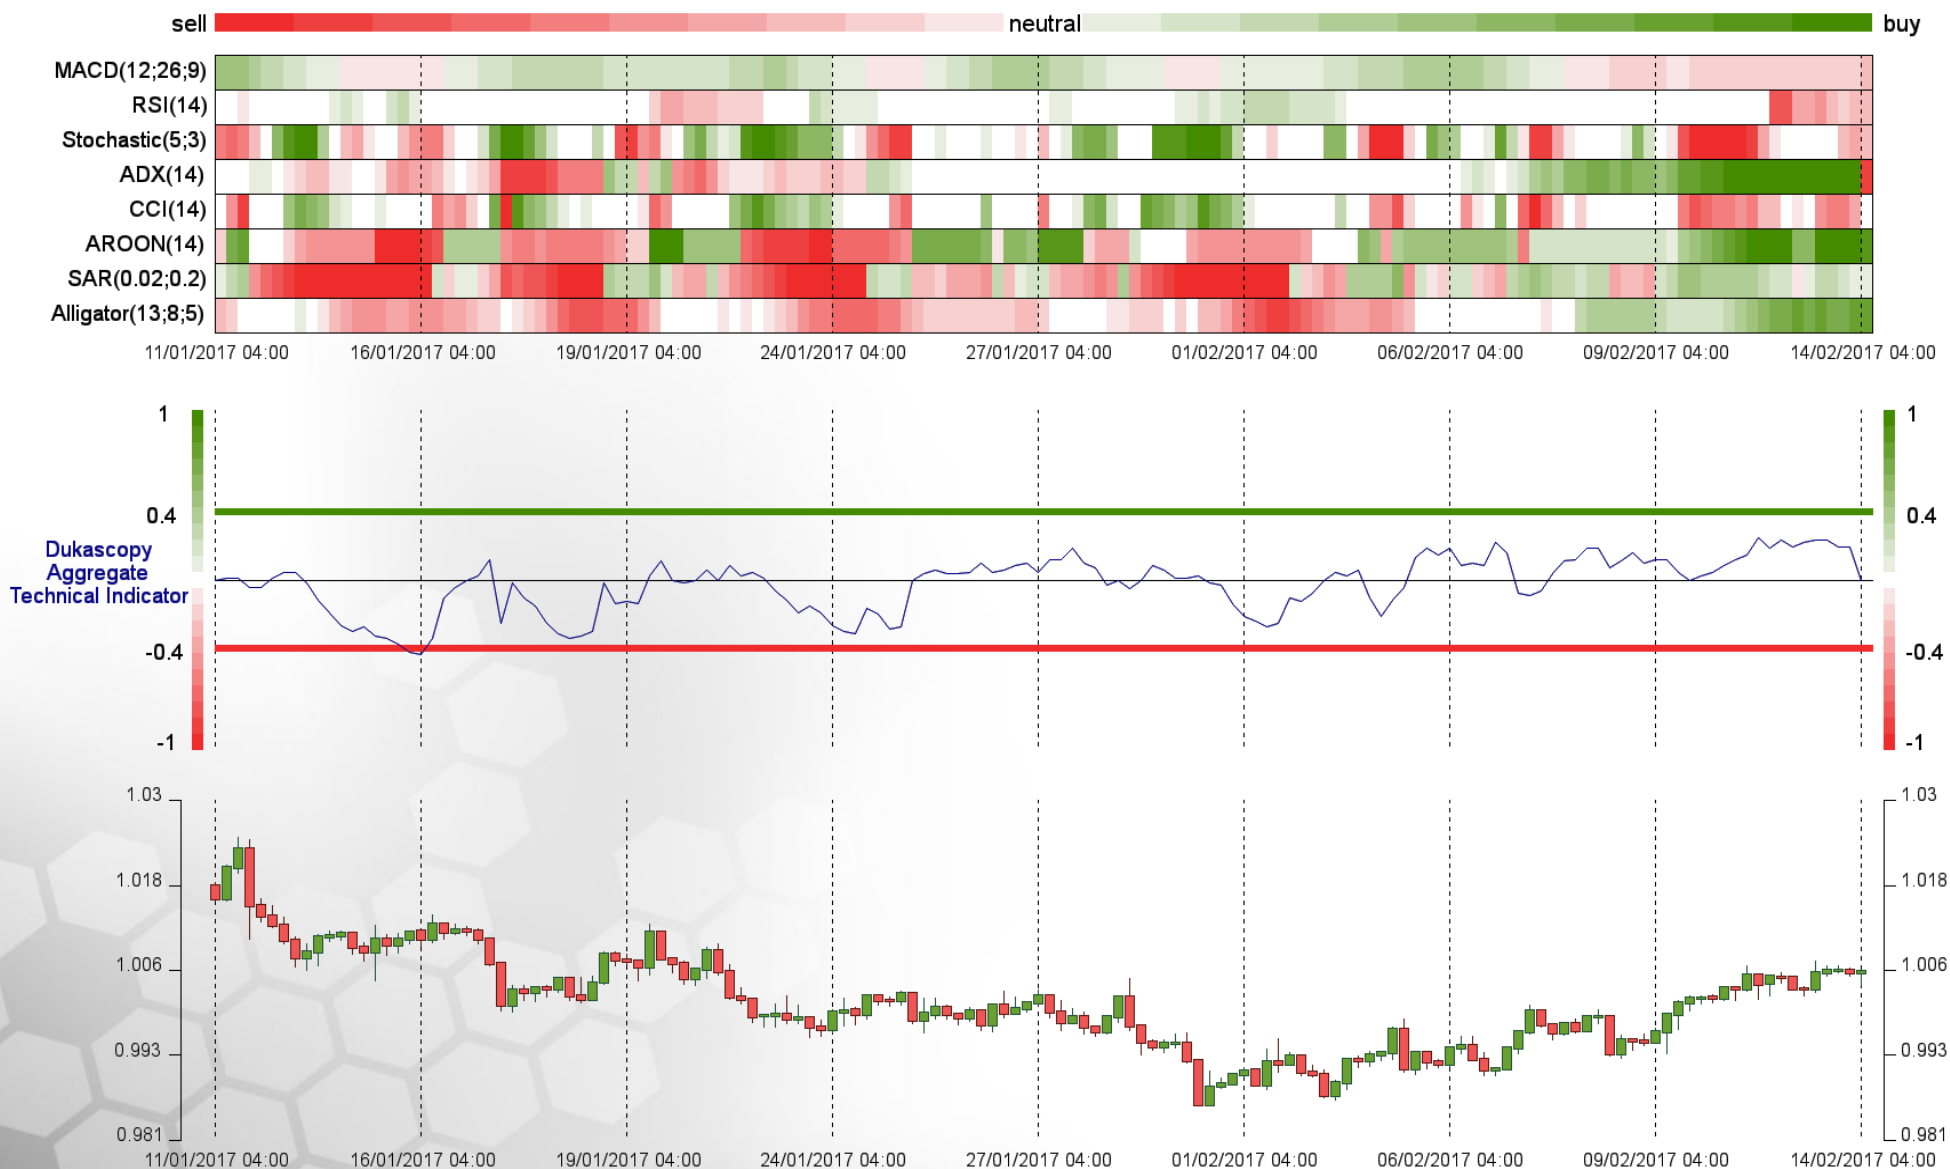 sell neutral buy
MACD(12;26;9)
RSI(14)
Stochastic(5;3)
ADX(14)
CCI(14)
AROON(14)
SAR(0.02;0.2)
Alligator(13;8;5)
11/01/2017 04:00 16/01/2017 04:00 19/01/2017 04:00 24/01/2017 04:00 27/01/2017 04:00 01/02/2017 04:00 06/02/2017 04:00 09/02/2017 04:00 14/02/2017 04:00
1 1
0.4 0.4
Dukascopy
Aggregate
Technical Indicator
-0.4 -0.4
-1 -1
1.03 1.03
1.018 1.018
1.006 1.006
0.993 0.993
0.981 0.981
11/01/2017 04:00 16/01/2017 04:00 19/01/2017 04:00 24/01/2017 04:00 27/01/2017 04:00 01/02/2017 04:00 06/02/2017 04:00 09/02/2017 04:00 14/02/2017 04:00